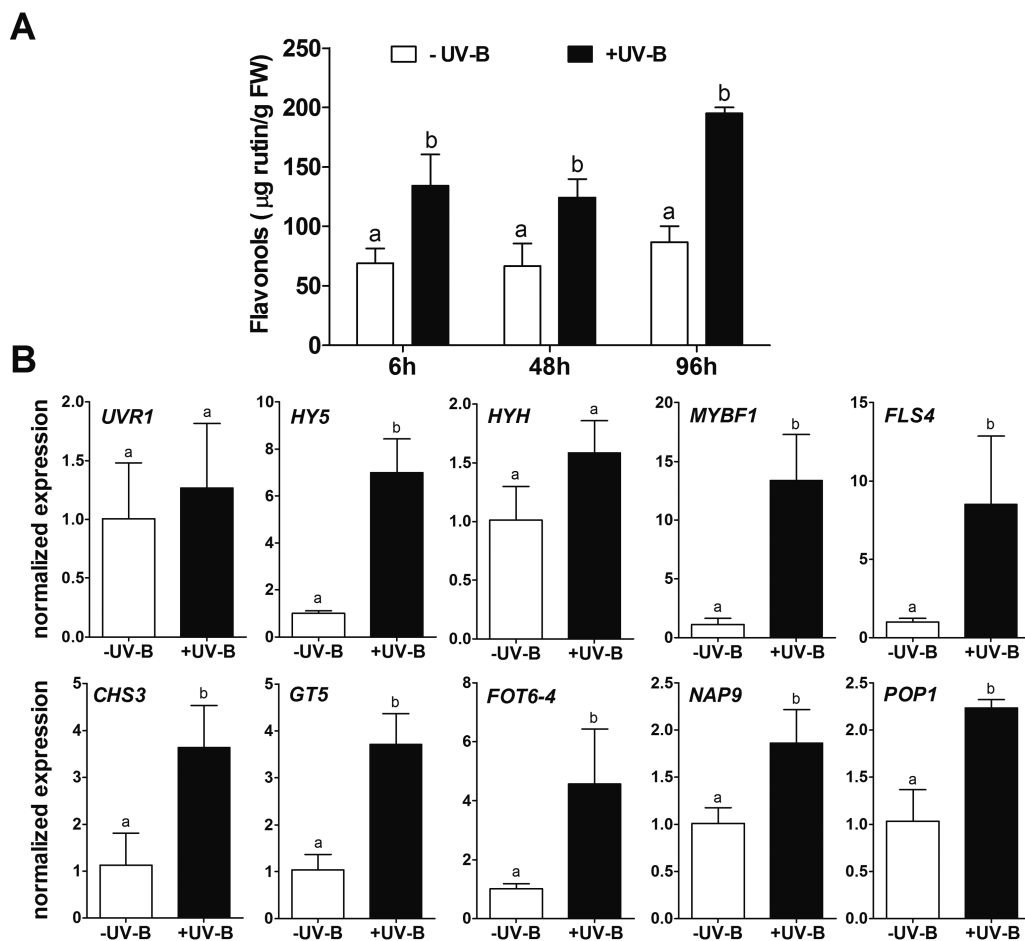 A
- UV-B +UV-B
Flavonols ( µg rutin/g FW)
250
200
150
100
50
0
a b a b a b
6h 48h 96h
B
normalized expression
UVR1
2.0
1.5
1.0
0.5
0.0
a a
-UV-B +UV-B
HY5
10
8
6
4
2
0
a b
-UV-B +UV-B
HYH
2.0
1.5
1.0
0.5
0.0
a a
-UV-B +UV-B
MYBF1
20
15
10
5
0
a b
-UV-B +UV-B
FLS4
15
10
5
0
a b
-UV-B +UV-B
normalized expression
CHS3
5
4
3
2
1
0
a b
-UV-B +UV-B
GT5
5
4
3
2
1
0
a b
-UV-B +UV-B
FOT6-4
8
6
4
2
0
a b
-UV-B +UV-B
NAP9
2.5
2.0
1.5
1.0
0.5
0.0
a b
-UV-B +UV-B
POP1
2.5
2.0
1.5
1.0
0.5
0.0
a b
-UV-B +UV-B